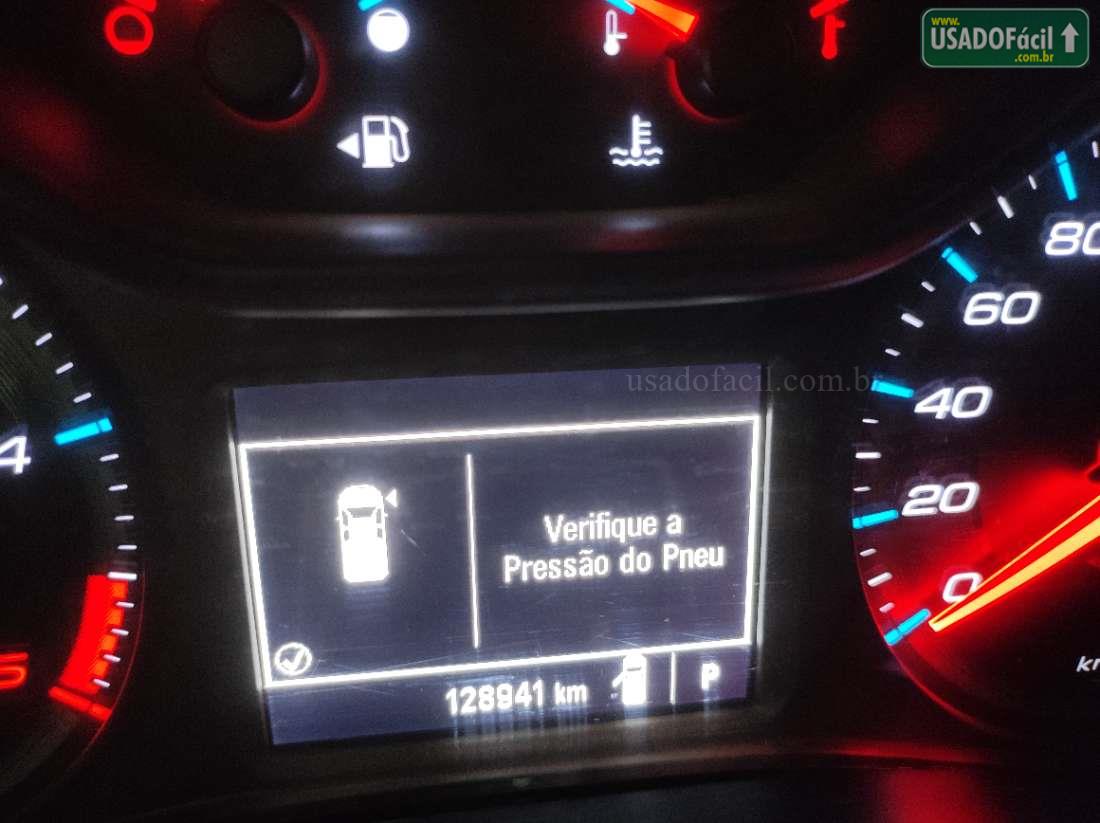 www.
USADOFácil
.com.br
80
60
usadofacil.com.br
40
4
20
Verifique a
Pressão do Pneu
0
5
128941 km
P